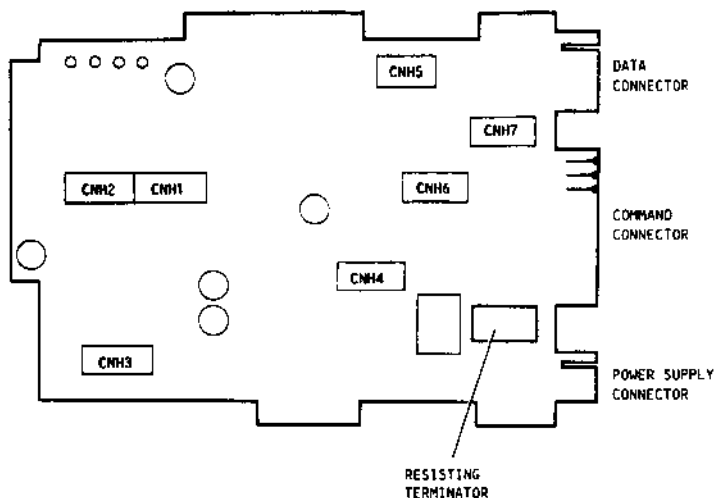 CNH5
DATA
CONNECTOR
CNH7
CNH2
CNH1
CNH6
COMMAND
CONNECTOR
CNH4
CNH3
POWER SUPPLY
CONNECTOR
RESISTING
TERMINATOR